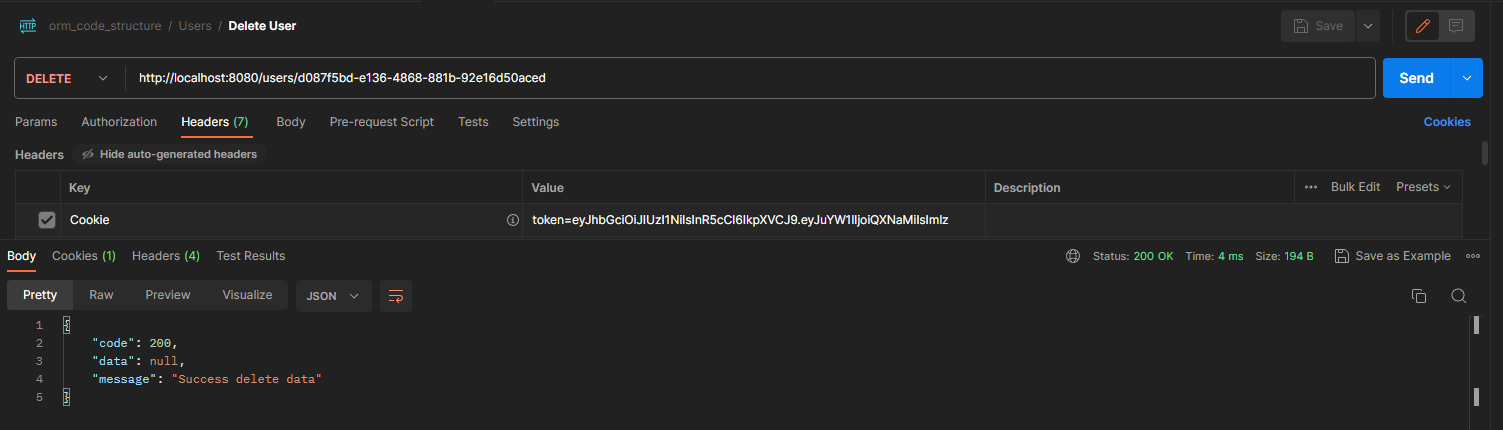 HTTP orm_code_structure / Users / Delete User Save
DELETE http://localhost:8080/users/d087f5bd-e136-4868-881b-92e16d50aced Send
Params Authorization Headers (7) Body Pre-request Script Tests Settings Cookies
Headers Hide auto-generated headers
Key Value Description ••• Bulk Edit Presets
Cookie token=eyJhbGciOiJIUzI1NiIsInR5cCI6IkpXVCJ9.eyJuYW1lIjoiQXNaMiIsImlz
Body Cookies (1) Headers (4) Test Results Status: 200 OK Time: 4 ms Size: 194 B Save as Example
Pretty Raw Preview Visualize JSON
1 {
2 "code": 200,
3 "data": null,
4 "message": "Success delete data"
5 }